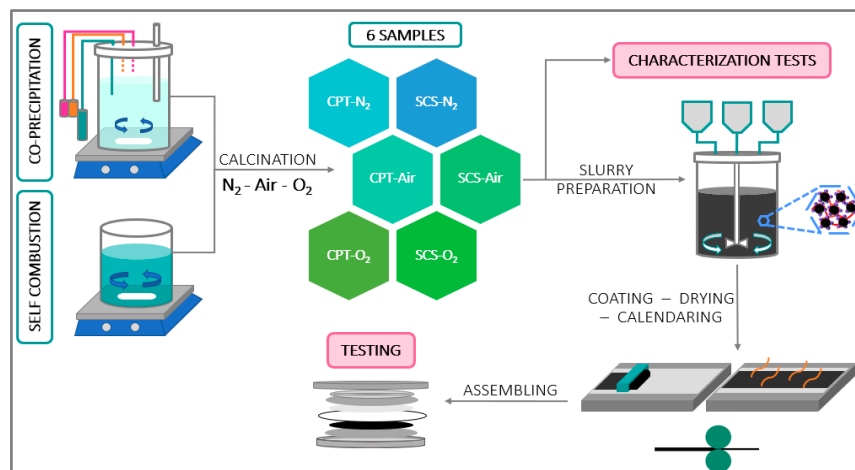 CO-PRECIPITATION
SELF COMBUSTION
CALCINATION
N₂ - Air - O₂
6 SAMPLES
CPT-N₂
SCS-N₂
CPT-Air
SCS-Air
CPT-O₂
SCS-O₂
CHARACTERIZATION TESTS
SLURRY
PREPARATION
COATING – DRYING
– CALENDARING
ASSEMBLING
TESTING